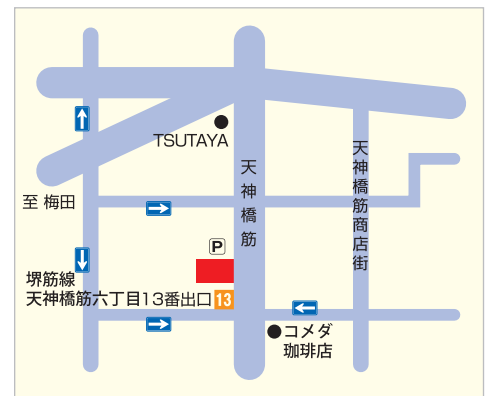 TSUTAYA
天神橋筋
天神橋筋商店街
至 梅田
P
堺筋線
天神橋筋六丁目13番出口 13
コメダ
珈琲店